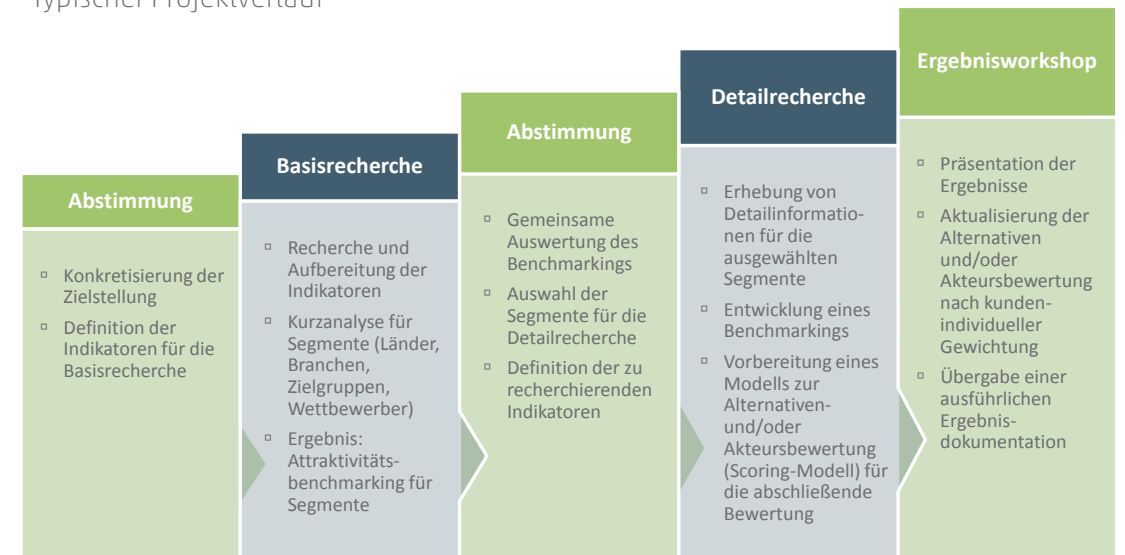 Typischer Projektverlauf
Abstimmung
▫ Konkretisierung der
Zielstellung
▫ Definition der
Indikatoren für die
Basisrecherche
Basisrecherche
▫ Recherche und
Aufbereitung der
Indikatoren
▫ Kurzanalyse für
Segmente (Länder,
Branchen,
Zielgruppen,
Wettbewerber)
▫ Ergebnis:
Attraktivitäts-
benchmarking für
Segmente
Abstimmung
▫ Gemeinsame
Auswertung des
Benchmarkings
▫ Auswahl der
Segmente für die
Detailrecherche
▫ Definition der zu
recherchierenden
Indikatoren
Detailrecherche
▫ Erhebung von
Detailinformatio-
nen für die
ausgewählten
Segmente
▫ Entwicklung eines
Benchmarkings
▫ Vorbereitung eines
Modells zur
Alternativen-
und/oder
Akteursbewertung
(Scoring-Modell) für
die abschließende
Bewertung
Ergebnisworkshop
▫ Präsentation der
Ergebnisse
▫ Aktualisierung der
Alternativen
und/oder
Akteursbewertung
nach kunden-
individueller
Gewichtung
▫ Übergabe einer
ausführlichen
Ergebnis-
dokumentation